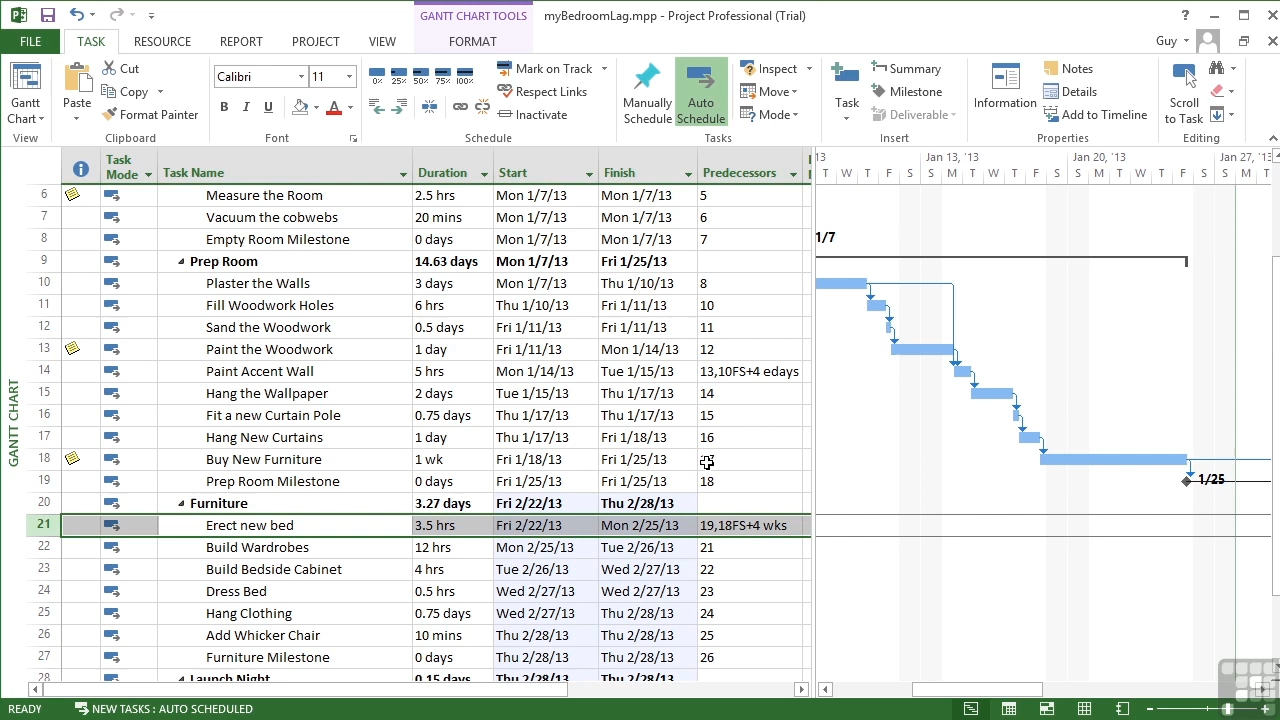 GANTT CHART TOOLS
myBedroomLag.mpp - Project Professional (Trial)
FILE TASK RESOURCE REPORT PROJECT VIEW FORMAT
Guy
Gantt Chart
View
Paste
Cut
Copy
Format Painter
Clipboard
Calibri 11
B I U A
Font
0% 25% 50% 75% 100%
Mark on Track
Respect Links
Inactivate
Schedule
Manually Schedule
Auto Schedule
Inspect
Move
Mode
Tasks
Task
Summary
Milestone
Deliverable
Insert
Information
Notes
Details
Add to Timeline
Properties
Scroll to Task
Editing
GANTT CHART
Task Mode Task Name Duration Start Finish Predecessors
13 Jan 13, '13 Jan 20, '13 Jan 27, '13
T W T F S S M T W T F S S M T W T F S S M T
6 Measure the Room 2.5 hrs Mon 1/7/13 Mon 1/7/13 5
7 Vacuum the cobwebs 20 mins Mon 1/7/13 Mon 1/7/13 6
8 Empty Room Milestone 0 days Mon 1/7/13 Mon 1/7/13 7 1/7
9 Prep Room 14.63 days Mon 1/7/13 Fri 1/25/13
10 Plaster the Walls 3 days Mon 1/7/13 Thu 1/10/13 8
11 Fill Woodwork Holes 6 hrs Thu 1/10/13 Fri 1/11/13 10
12 Sand the Woodwork 0.5 days Fri 1/11/13 Fri 1/11/13 11
13 Paint the Woodwork 1 day Fri 1/11/13 Mon 1/14/13 12
14 Paint Accent Wall 5 hrs Mon 1/14/13 Tue 1/15/13 13,10FS+4 edays
15 Hang the Wallpaper 2 days Tue 1/15/13 Thu 1/17/13 14
16 Fit a new Curtain Pole 0.75 days Thu 1/17/13 Thu 1/17/13 15
17 Hang New Curtains 1 day Thu 1/17/13 Fri 1/18/13 16
18 Buy New Furniture 1 wk Fri 1/18/13 Fri 1/25/13
19 Prep Room Milestone 0 days Fri 1/25/13 Fri 1/25/13 18 1/25
20 Furniture 3.27 days Fri 2/22/13 Thu 2/28/13
21 Erect new bed 3.5 hrs Fri 2/22/13 Mon 2/25/13 19,18FS+4 wks
22 Build Wardrobes 12 hrs Mon 2/25/13 Tue 2/26/13 21
23 Build Bedside Cabinet 4 hrs Tue 2/26/13 Wed 2/27/13 22
24 Dress Bed 0.5 hrs Wed 2/27/13 Wed 2/27/13 23
25 Hang Clothing 0.75 days Wed 2/27/13 Thu 2/28/13 24
26 Add Whicker Chair 10 mins Thu 2/28/13 Thu 2/28/13 25
27 Furniture Milestone 0 days Thu 2/28/13 Thu 2/28/13 26
28 Launch Night 0.15 days Thu 2/28/13 Thu 2/28/13
READY NEW TASKS : AUTO SCHEDULED